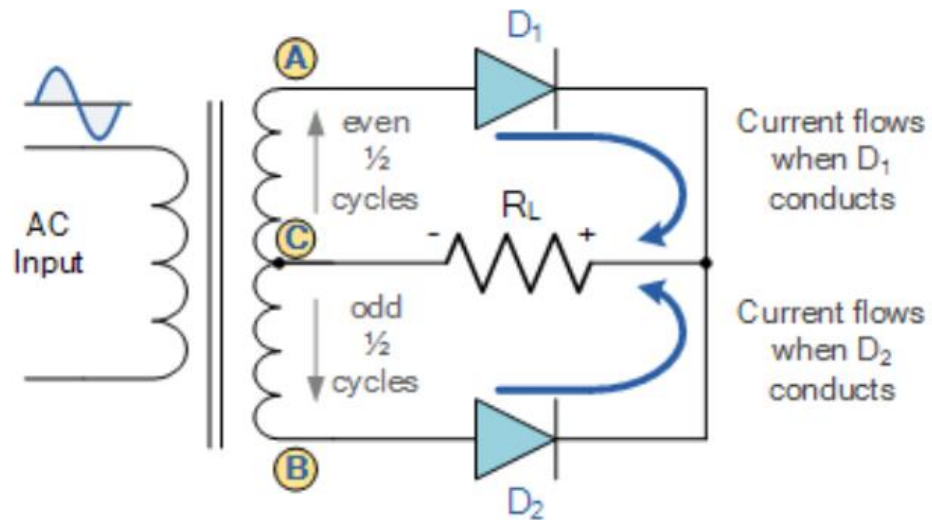 D1
A
even
½
cycles
Current flows
when D1
conducts
AC
Input
C
RL
- +
odd
½
cycles
Current flows
when D2
conducts
B
D2